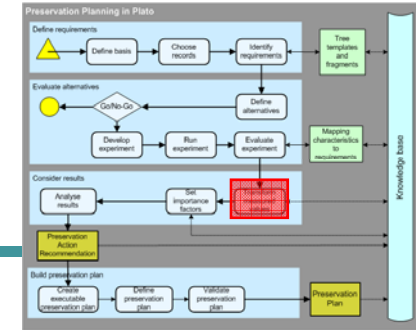 Preservation Planning in Plato
Define requirements
Define basis
Choose
records
Identify
requirements
Tree
templates
and
fragments
Evaluate alternatives
Go/No-Go
Define
alternatives
Develop
experiment
Run
experiment
Evaluate
experiment
Mapping
characteristics
to
requirements
Knowledge base
Consider results
Analyse
results
Set
importance
factors
Preservation
Action
Recommendation
Build preservation plan
Create
executable
preservation plan
Define
preservation
plan
Validate
preservation
plan
Preservation
Plan